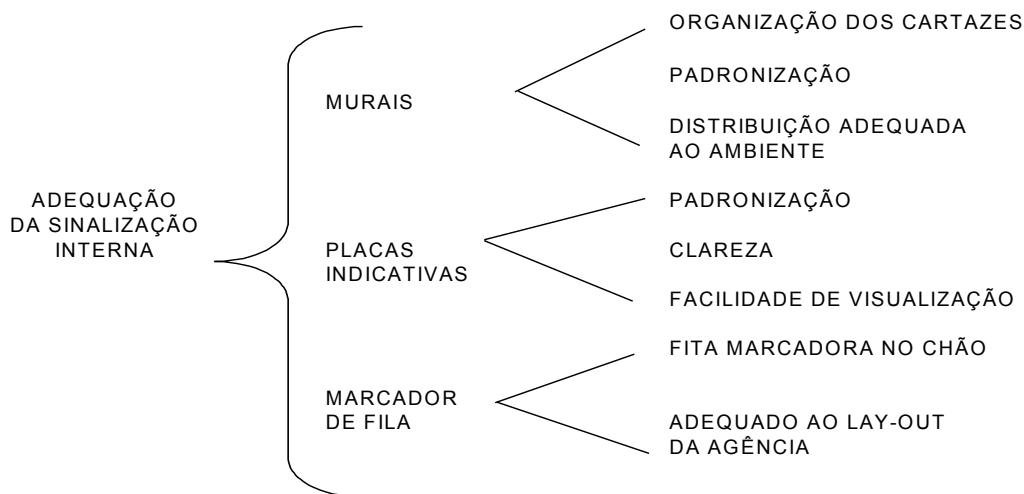 ADEQUAÇÃO
DA SINALIZAÇÃO
INTERNA
MURAIS
ORGANIZAÇÃO DOS CARTAZES
PADRONIZAÇÃO
DISTRIBUIÇÃO ADEQUADA
AO AMBIENTE
PLACAS
INDICATIVAS
PADRONIZAÇÃO
CLAREZA
FACILIDADE DE VISUALIZAÇÃO
MARCADOR
DE FILA
FITA MARCADORA NO CHÃO
ADEQUADO AO LAY-OUT
DA AGÊNCIA